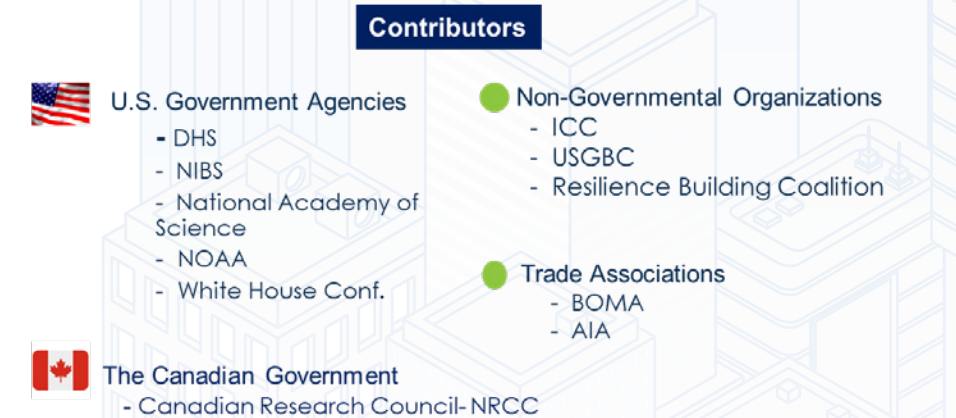 Contributors
U.S. Government Agencies
- DHS
- NIBS
- National Academy of
Science
- NOAA
- White House Conf.
The Canadian Government
- Canadian Research Council- NRCC
Non-Governmental Organizations
- ICC
- USGBC
- Resilience Building Coalition
Trade Associations
- BOMA
- AIA